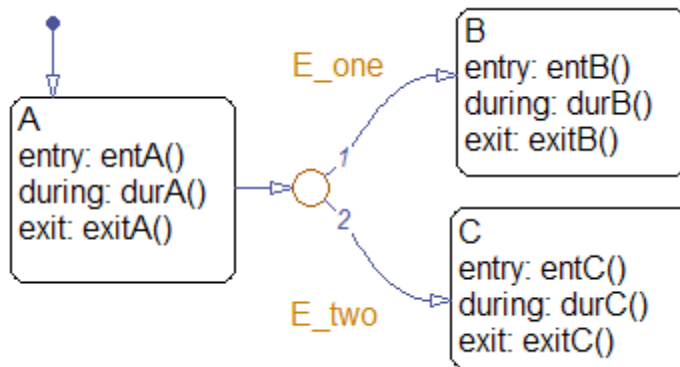 A
entry: entA()
during: durA()
exit: exitA()
E_one
1
2
E_two
B
entry: entB()
during: durB()
exit: exitB()
C
entry: entC()
during: durC()
exit: exitC()